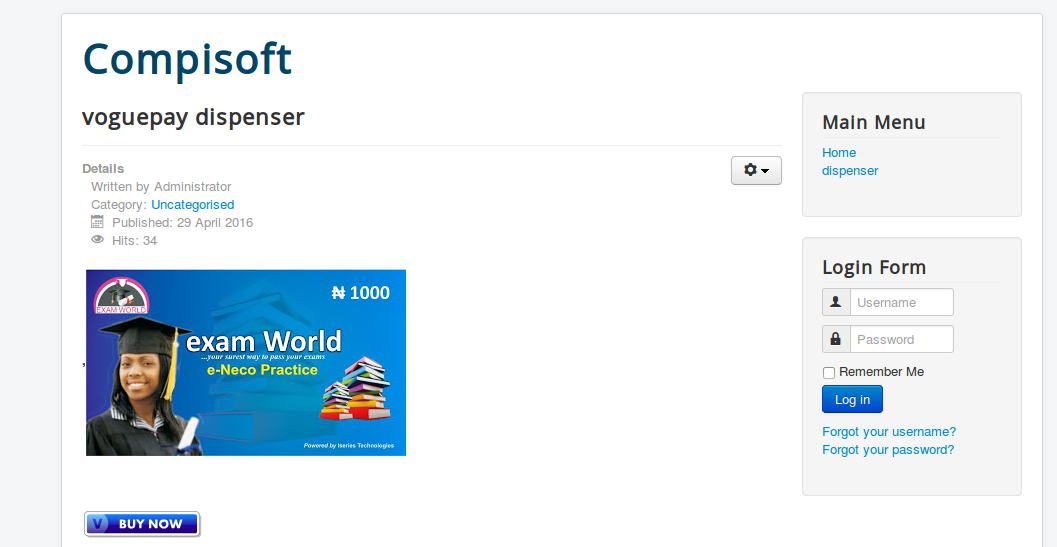 Compisoft
voguepay dispenser
Details
Written by Administrator
Category: Uncategorised
Published: 29 April 2016
Hits: 34
EXAM WORLD
₦ 1000
exam World
...your surest way to pass your exams
e-Neco Practice
Powered by Iseries Technologies
,
V BUY NOW
Main Menu
Home
dispenser
Login Form
Username
Password
Remember Me
Log in
Forgot your username?
Forgot your password?